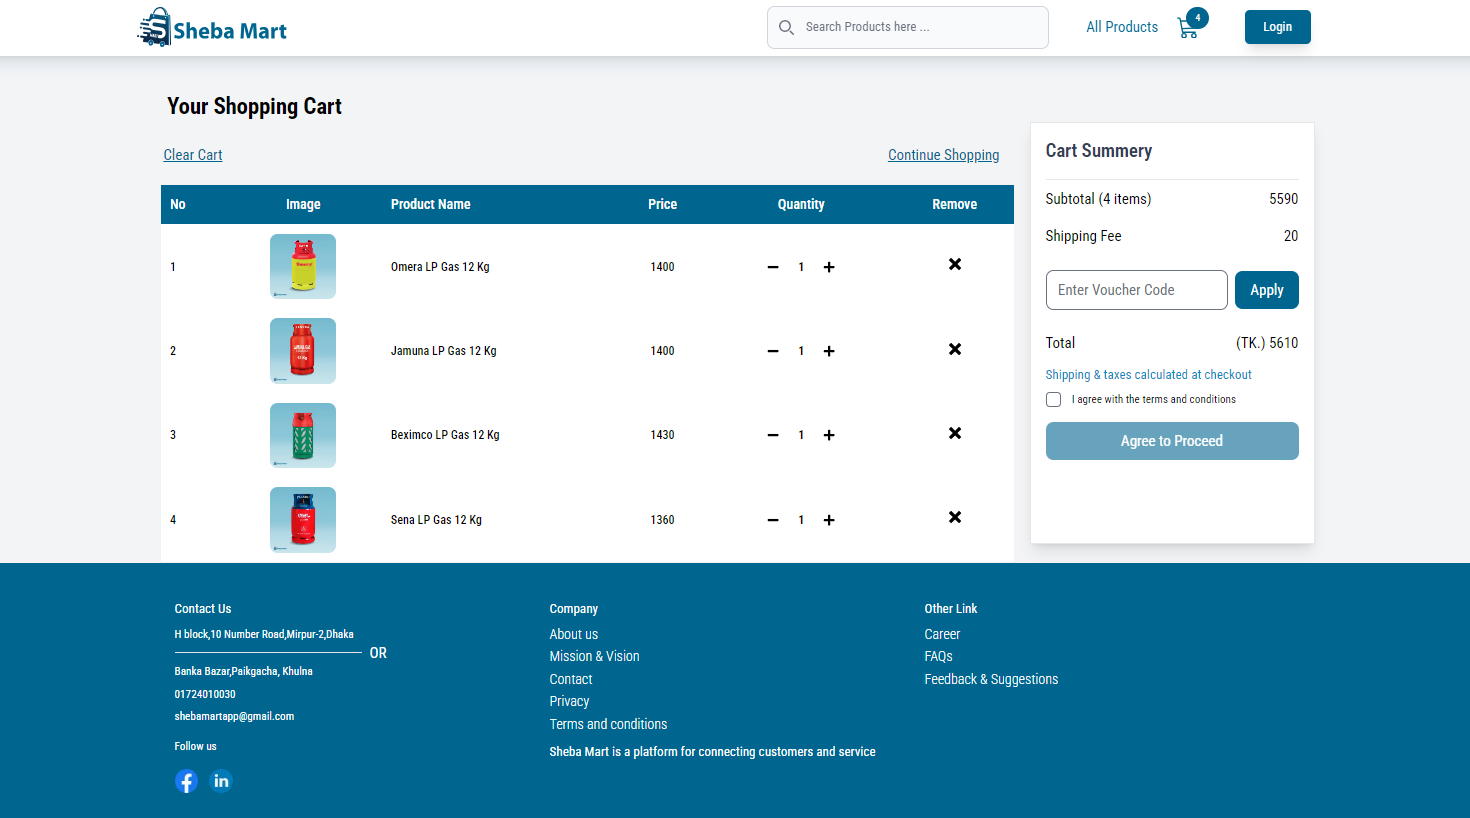 Sheba Mart
Search Products here ...
All Products
4
Login
Your Shopping Cart
Clear Cart
Continue Shopping
No Image Product Name Price Quantity Remove
1 Omera LP Gas 12 Kg 1400 1
2 Jamuna LP Gas 12 Kg 1400 1
3 Beximco LP Gas 12 Kg 1430 1
4 Sena LP Gas 12 Kg 1360 1
Cart Summery
Subtotal (4 items) 5590
Shipping Fee 20
Enter Voucher Code Apply
Total (TK.) 5610
Shipping & taxes calculated at checkout
I agree with the terms and conditions
Agree to Proceed
Contact Us
H block,10 Number Road,Mirpur-2,Dhaka
OR
Banka Bazar,Paikgacha, Khulna
01724010030
shebamartapp@gmail.com
Follow us
in
Company
About us
Mission & Vision
Contact
Privacy
Terms and conditions
Sheba Mart is a platform for connecting customers and service
Other Link
Career
FAQs
Feedback & Suggestions